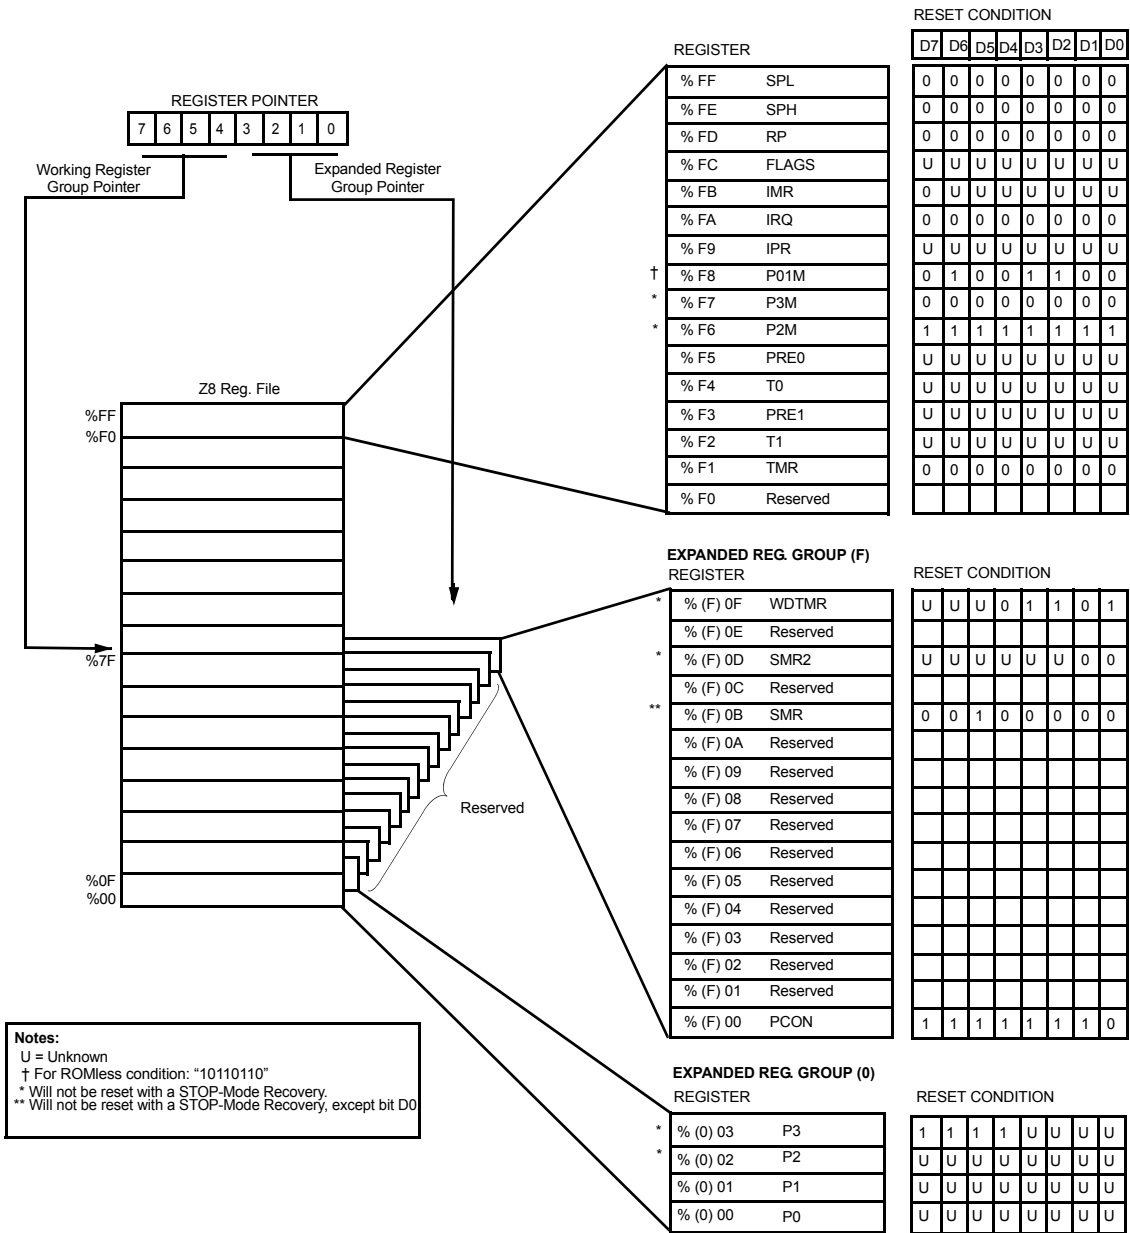 RESET CONDITION
D7 D6 D5 D4 D3 D2 D1 D0
REGISTER
% FF SPL 0 0 0 0 0 0 0 0
% FE SPH 0 0 0 0 0 0 0 0
% FD RP 0 0 0 0 0 0 0 0
% FC FLAGS U U U U U U U U
% FB IMR 0 U U U U U U U
% FA IRQ 0 0 0 0 0 0 0 0
% F9 IPR U U U U U U U U
† % F8 P01M 0 1 0 0 1 1 0 0
* % F7 P3M 0 0 0 0 0 0 0 0
* % F6 P2M 1 1 1 1 1 1 1 1
% F5 PRE0 U U U U U U U U
% F4 T0 U U U U U U U U
% F3 PRE1 U U U U U U U U
% F2 T1 U U U U U U U U
% F1 TMR 0 0 0 0 0 0 0 0
% F0 Reserved
REGISTER POINTER
7 6 5 4 3 2 1 0
Working Register
Group Pointer
Expanded Register
Group Pointer
Z8 Reg. File
%FF
%F0
%7F
%0F
%00
Reserved
EXPANDED REG. GROUP (F)
REGISTER
RESET CONDITION
* % (F) 0F WDTMR U U U 0 1 1 0 1
% (F) 0E Reserved
* % (F) 0D SMR2 U U U U U U 0 0
% (F) 0C Reserved
** % (F) 0B SMR 0 0 1 0 0 0 0 0
% (F) 0A Reserved
% (F) 09 Reserved
% (F) 08 Reserved
% (F) 07 Reserved
% (F) 06 Reserved
% (F) 05 Reserved
% (F) 04 Reserved
% (F) 03 Reserved
% (F) 02 Reserved
% (F) 01 Reserved
% (F) 00 PCON 1 1 1 1 1 1 1 0
Notes:
U = Unknown
† For ROMless condition: “10110110”
* Will not be reset with a STOP-Mode Recovery.
** Will not be reset with a STOP-Mode Recovery, except bit D0
EXPANDED REG. GROUP (0)
REGISTER
RESET CONDITION
* % (0) 03 P3 1 1 1 1 U U U U
* % (0) 02 P2 U U U U U U U U
% (0) 01 P1 U U U U U U U U
% (0) 00 P0 U U U U U U U U